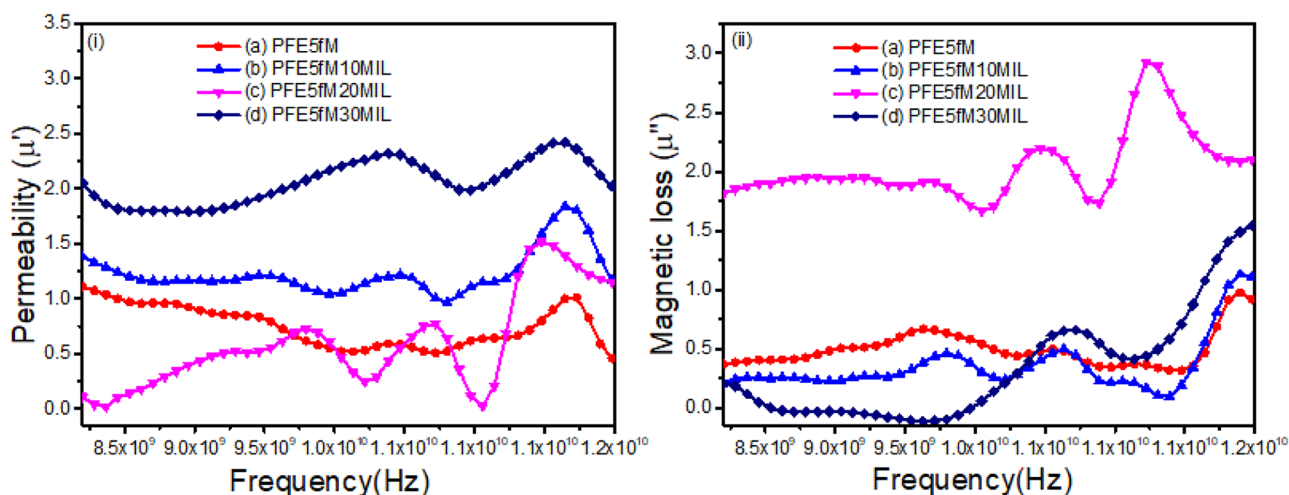 (i)
(a) PFE5fM
(b) PFE5fM10MIL
(c) PFE5fM20MIL
(d) PFE5fM30MIL
Permeability (μ')
3.5
3.0
2.5
2.0
1.5
1.0
0.5
0.0
8.5x10⁹ 9.0x10⁹ 9.5x10⁹ 1.0x10¹⁰ 1.1x10¹⁰ 1.1x10¹⁰ 1.1x10¹⁰ 1.2x10¹⁰
Frequency(Hz)
(ii)
(a) PFE5fM
(b) PFE5fM10MIL
(c) PFE5fM20MIL
(d) PFE5fM30MIL
Magnetic loss (μ")
3.0
2.5
2.0
1.5
1.0
0.5
0.0
8.5x10⁹ 9.0x10⁹ 9.5x10⁹ 1.0x10¹⁰ 1.1x10¹⁰ 1.1x10¹⁰ 1.1x10¹⁰ 1.2x10¹⁰
Frequency(Hz)